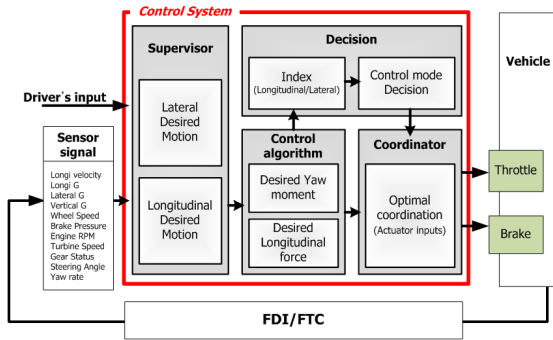 Control System
Supervisor
Lateral
Desired
Motion
Longitudinal
Desired
Motion
Decision
Index
(Longitudinal/Lateral)
Control mode
Decision
Control
algorithm
Desired Yaw
moment
Desired
Longitudinal
force
Coordinator
Optimal
coordination
(Actuator inputs)
Vehicle
Throttle
Brake
Driver's input
Sensor
signal
Longi velocity
Longi G
Lateral G
Vertical G
Wheel Speed
Brake Pressure
Engine RPM
Turbine Speed
Gear Status
Steering Angle
Yaw rate
FDI/FTC